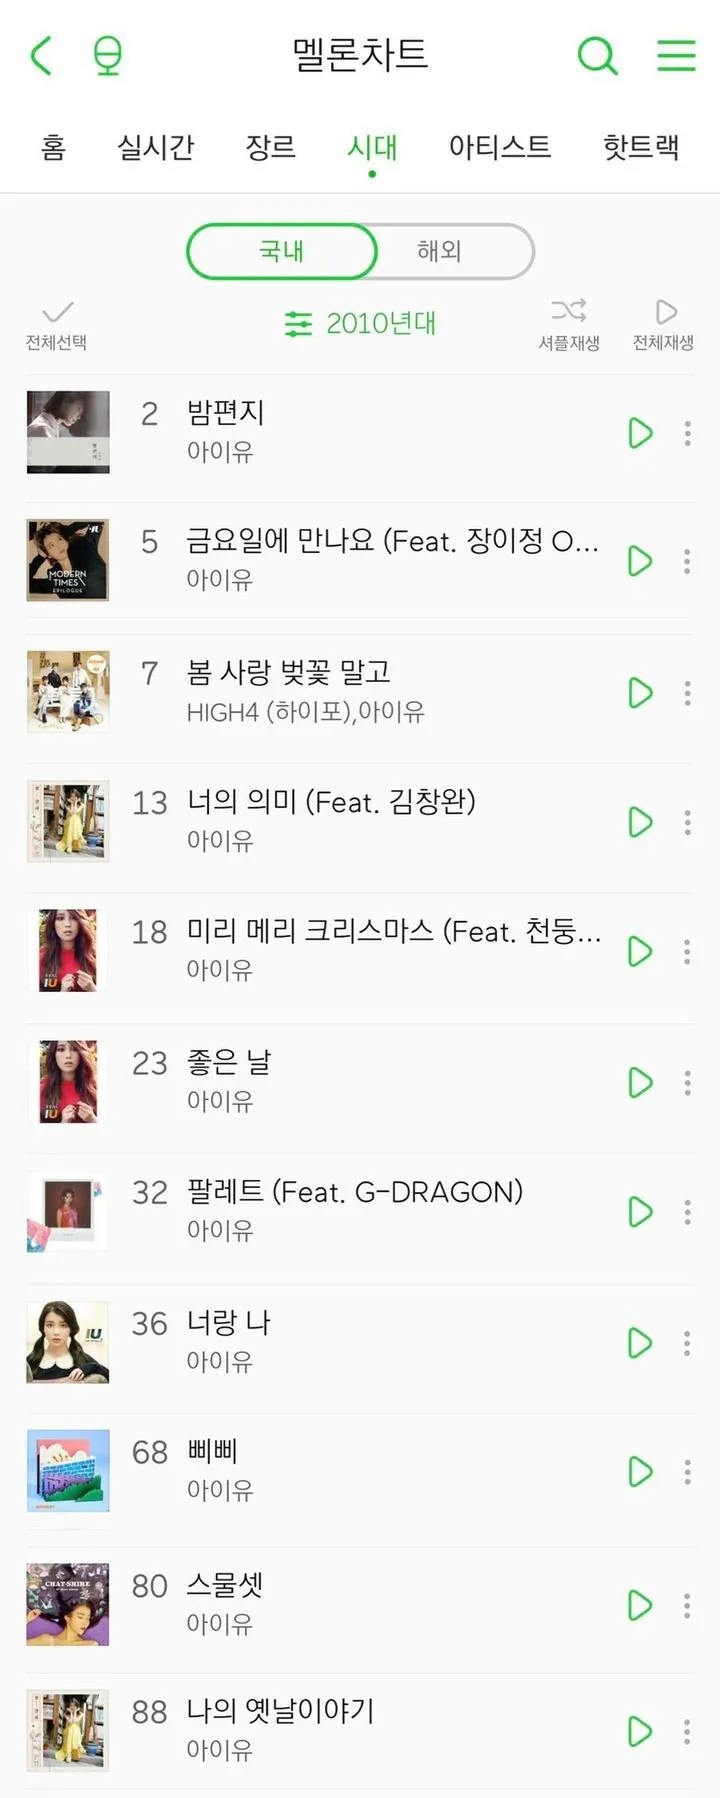 멜론차트
홈 실시간 장르 시대 아티스트 핫트랙
국내 해외
전체선택 2010년대 셔플재생 전체재생
2 밤편지
아이유
MODERN
TIMES
EPILOGUE
5 금요일에 만나요 (Feat. 장이정 O...
아이유
7 봄 사랑 벚꽃 말고
HIGH4 (하이포),아이유
13 너의 의미 (Feat. 김창완)
아이유
IU
18 미리 메리 크리스마스 (Feat. 천둥...
아이유
IU
23 좋은 날
아이유
32 팔레트 (Feat. G-DRAGON)
아이유
IU
36 너랑 나
아이유
68 삐삐
아이유
CHAT-SHIRE
80 스물셋
아이유
88 나의 옛날이야기
아이유